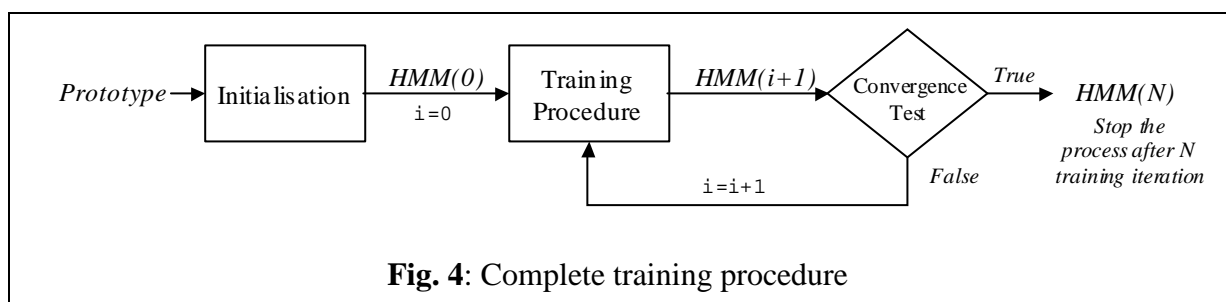 Prototype
Initialisation
HMM(0)
i=0
Training
Procedure
HMM(i+1)
Convergence
Test
True
HMM(N)
Stop the
process after N
training iteration
False
i=i+1
Fig. 4: Complete training procedure